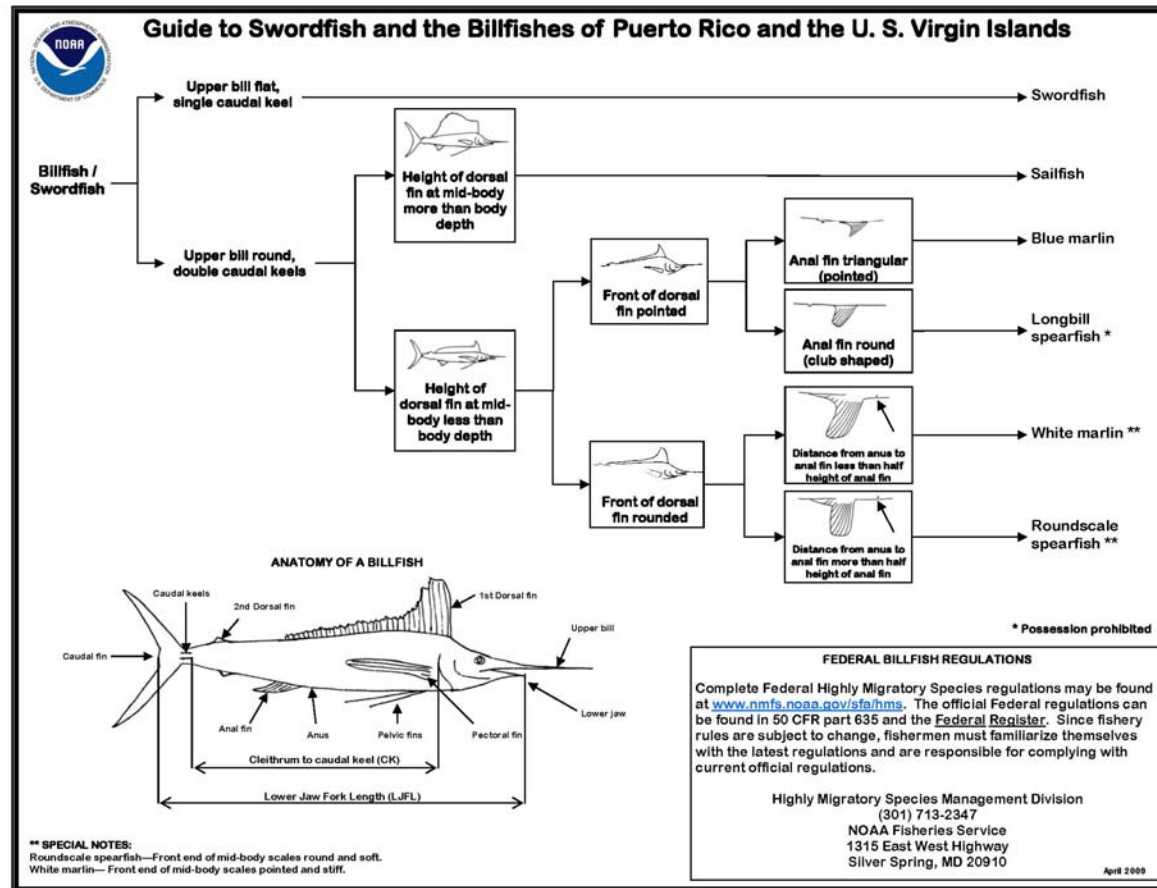 Guide to Swordfish and the Billfishes of Puerto Rico and the U. S. Virgin Islands
NOAA
NATIONAL OCEANIC AND ATMOSPHERIC ADMINISTRATION
U.S. DEPARTMENT OF COMMERCE
Billfish /
Swordfish
Upper bill flat,
single caudal keel
Swordfish
Upper bill round,
double caudal keels
Height of dorsal
fin at mid-body
more than body
depth
Sailfish
Height of
dorsal fin at mid-
body less than
body depth
Front of dorsal
fin pointed
Anal fin triangular
(pointed)
Blue marlin
Anal fin round
(club shaped)
Longbill
spearfish *
Front of dorsal
fin rounded
Distance from anus to
anal fin less than half
height of anal fin
White marlin **
Distance from anus to
anal fin more than half
height of anal fin
Roundscale
spearfish **
ANATOMY OF A BILLFISH
Caudal keels
2nd Dorsal fin
1st Dorsal fin
Upper bill
Caudal fin
Lower jaw
Anal fin
Anus
Pelvic fins
Pectoral fin
Cleithrum to caudal keel (CK)
Lower Jaw Fork Length (LJFL)
** SPECIAL NOTES:
Roundscale spearfish—Front end of mid-body scales round and soft.
White marlin— Front end of mid-body scales pointed and stiff.
* Possession prohibited
FEDERAL BILLFISH REGULATIONS
Complete Federal Highly Migratory Species regulations may be found
at www.nmfs.noaa.gov/sfa/hms. The official Federal regulations can
be found in 50 CFR part 635 and the Federal Register. Since fishery
rules are subject to change, fishermen must familiarize themselves
with the latest regulations and are responsible for complying with
current official regulations.
Highly Migratory Species Management Division
(301) 713-2347
NOAA Fisheries Service
1315 East West Highway
Silver Spring, MD 20910
April 2009